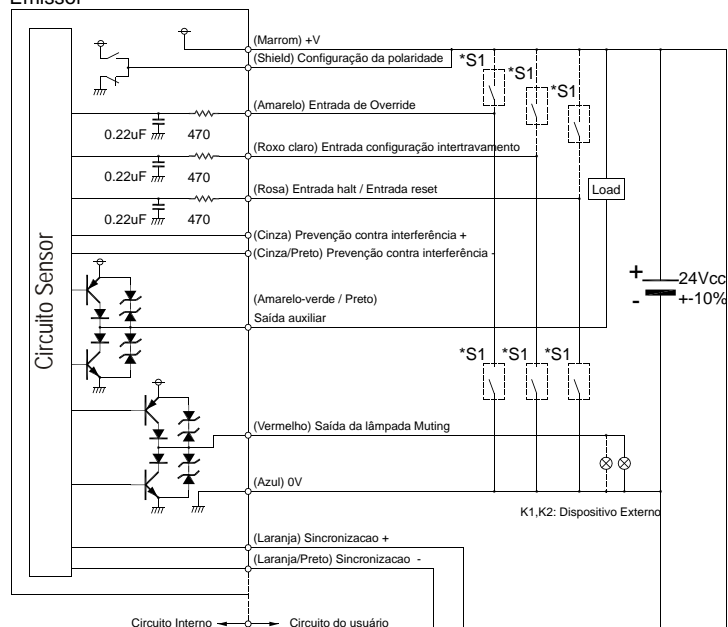 Emissor
(Marrom) +V
(Shield) Configuração da polaridade
*S1
*S1
*S1
(Amarelo) Entrada de Override
0.22uF
470
(Roxo claro) Entrada configuração intertravamento
0.22uF
470
(Rosa) Entrada halt / Entrada reset
Load
0.22uF
470
(Cinza) Prevenção contra interferência +
(Cinza/Preto) Prevenção contra interferência -
Circuito Sensor
+
24Vcc
-
+-10%
(Amarelo-verde / Preto)
Saída auxiliar
*S1
*S1
*S1
(Vermelho) Saída da lâmpada Muting
(Azul) 0V
K1,K2: Dispositivo Externo
(Laranja) Sincronizacao +
(Laranja/Preto) Sincronizacao -
Circuito Interno
Circuito do usuário